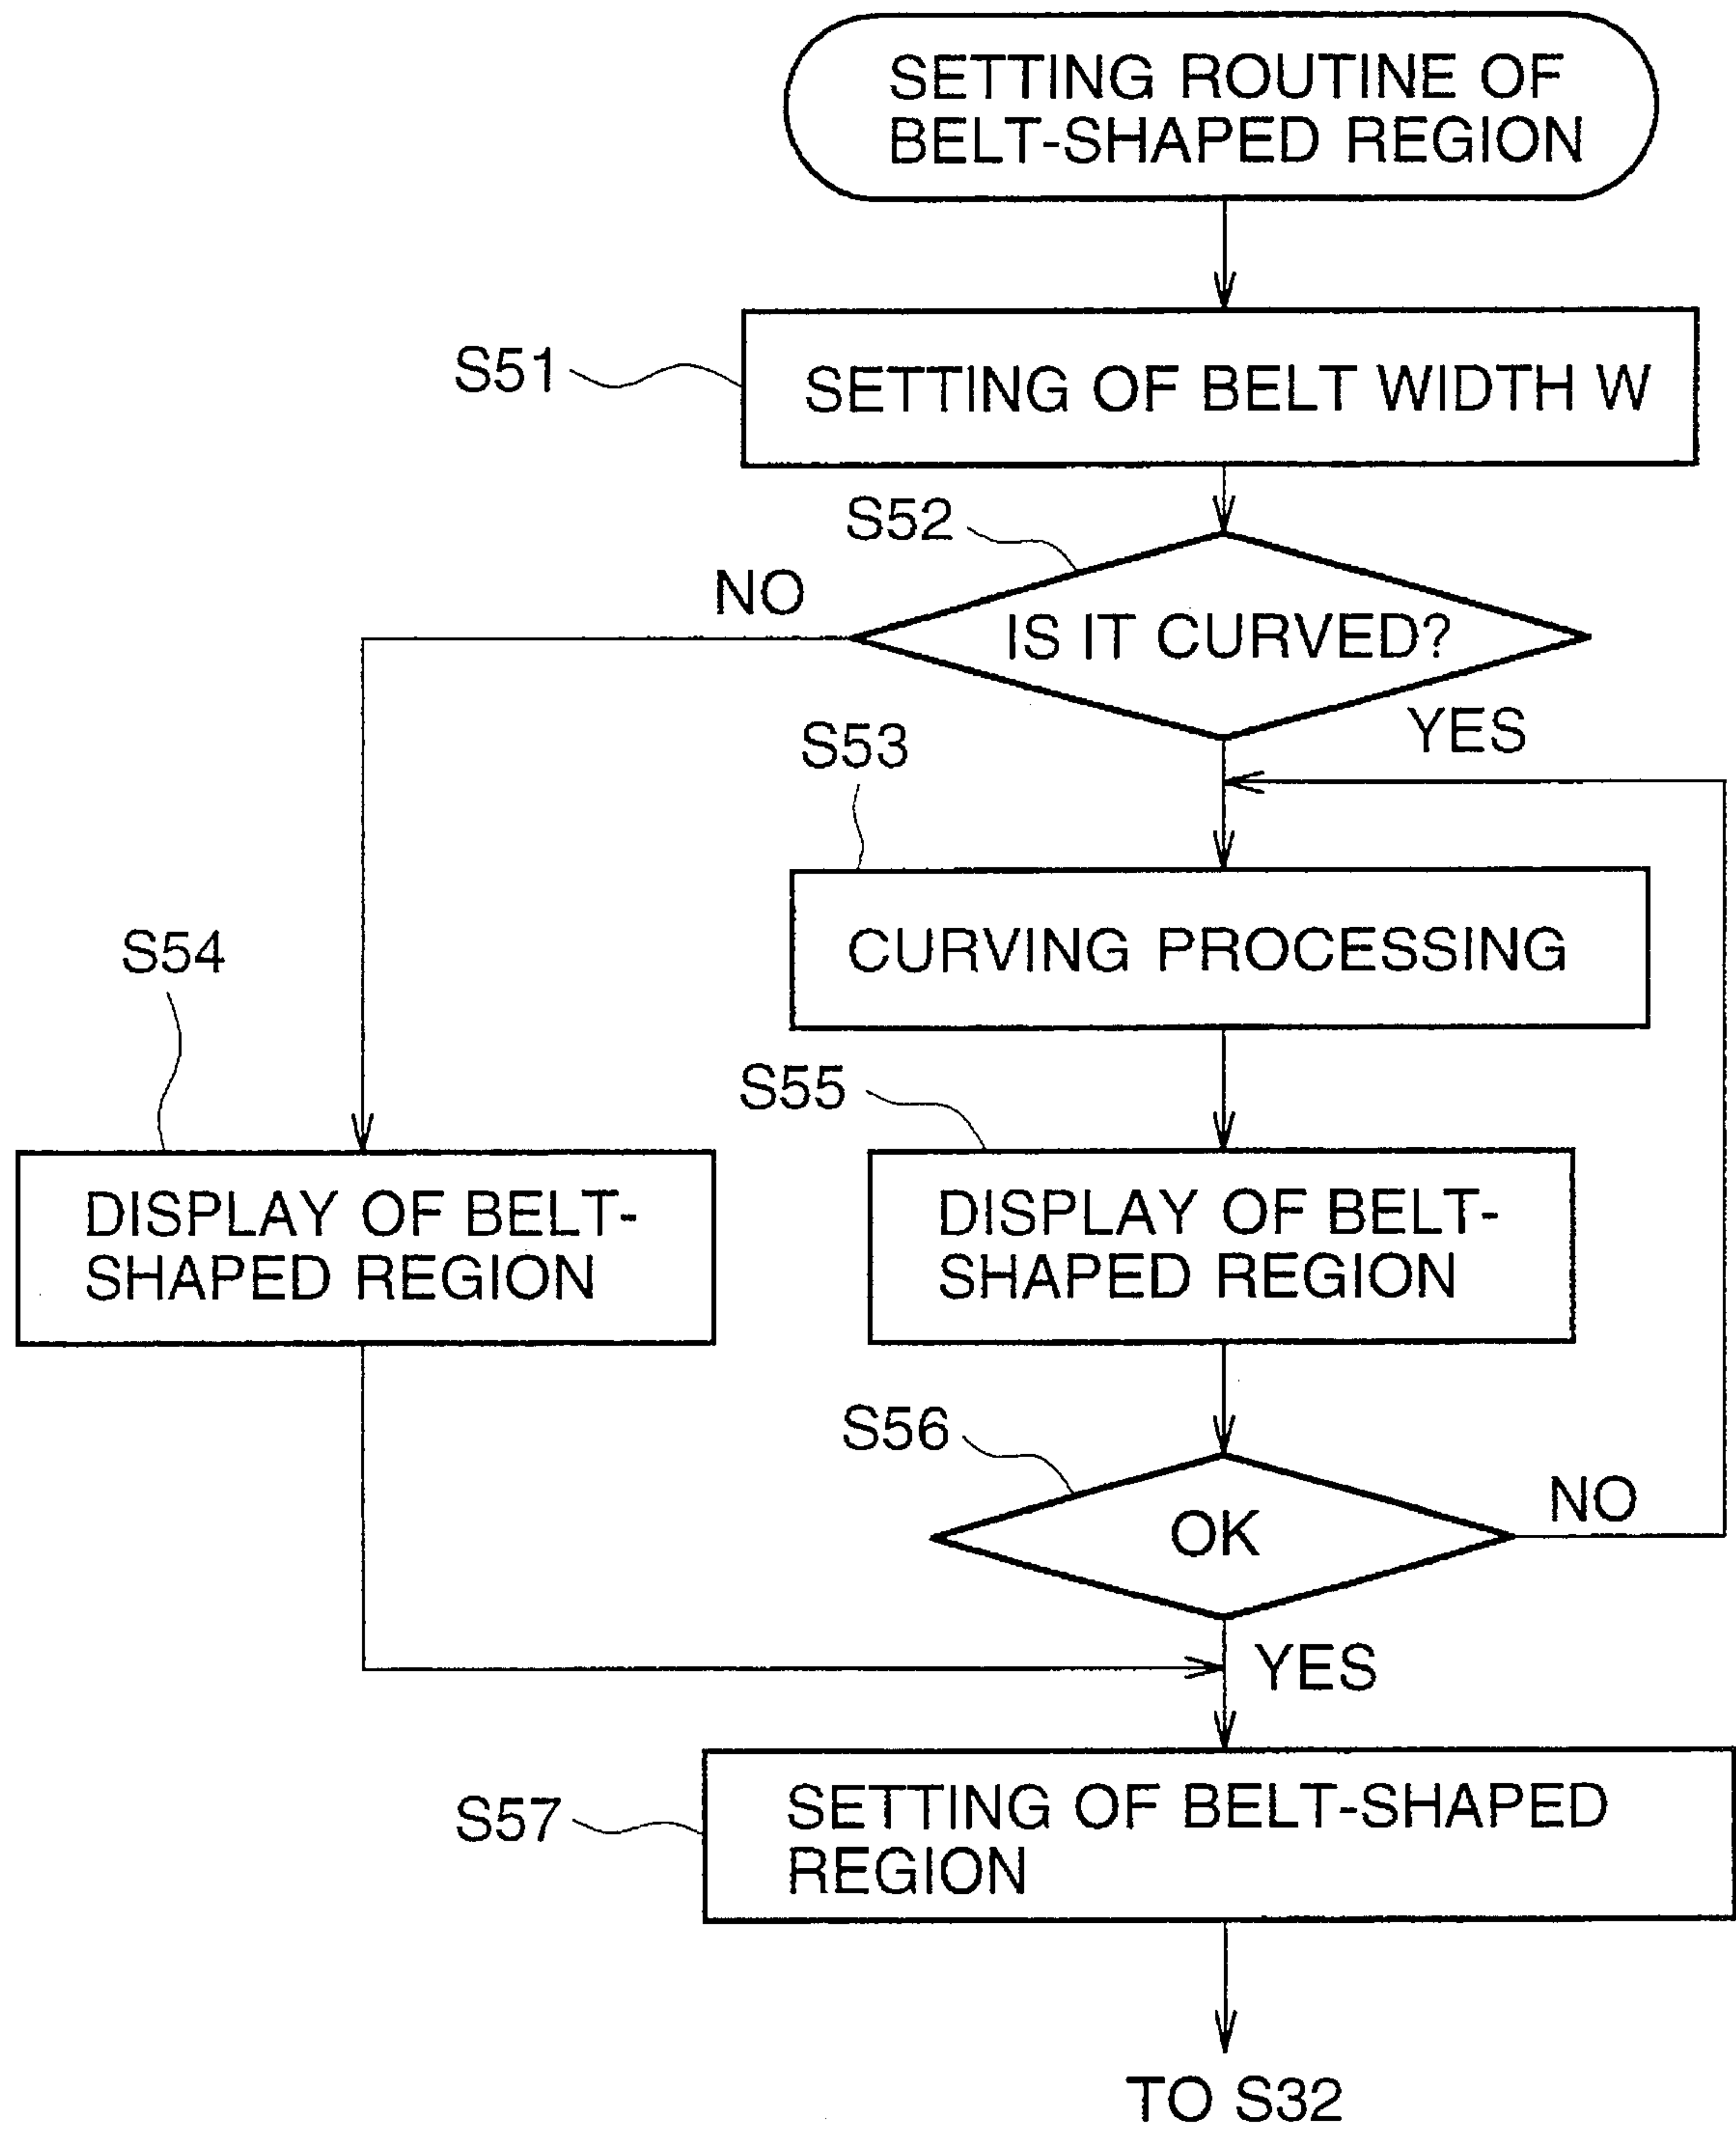 SETTING ROUTINE OF
BELT-SHAPED REGION
S51
SETTING OF BELT WIDTH W
S52
NO
IS IT CURVED?
YES
S53
CURVING PROCESSING
S54
S55
DISPLAY OF BELT-
SHAPED REGION
DISPLAY OF BELT-
SHAPED REGION
S56
OK
NO
YES
S57
SETTING OF BELT-SHAPED
REGION
TO S32